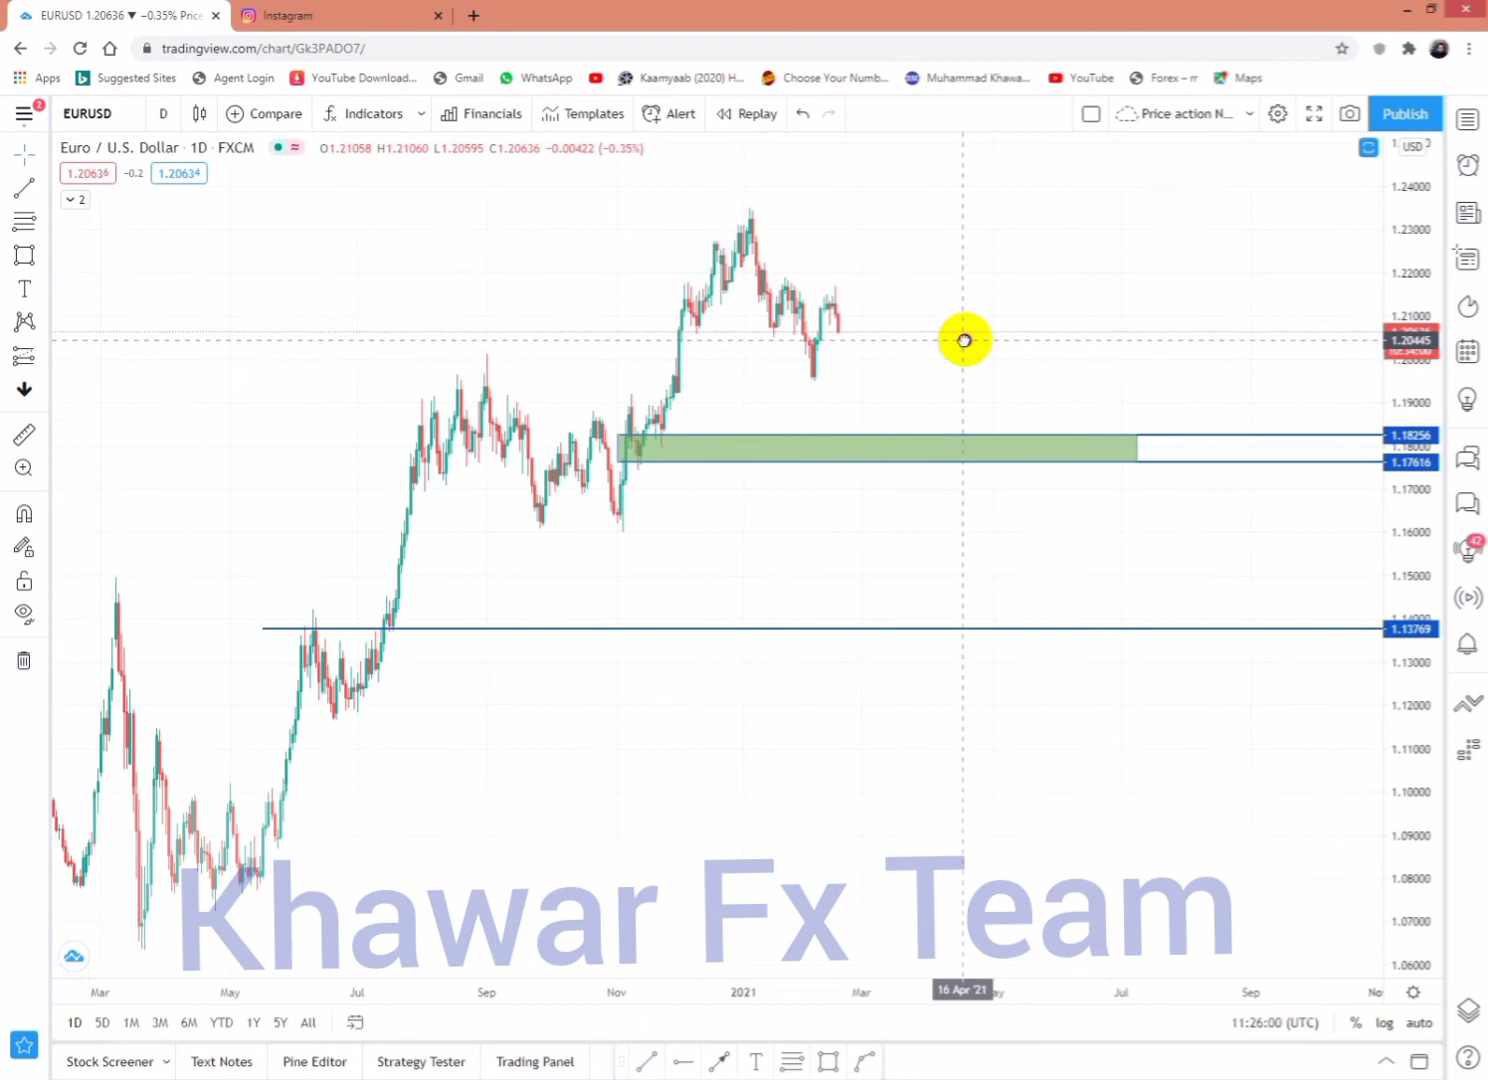 EURUSD 1.20636 ▼ −0.35% Price
Instagram
tradingview.com/chart/Gk3PADO7/
Apps
Suggested Sites
Agent Login
YouTube Download...
Gmail
WhatsApp
Kaamyaab (2020) H...
Choose Your Numb...
Muhammad Khawa...
YouTube
Forex – m
Maps
2
EURUSD
D
Compare
Indicators
Financials
Templates
Alert
Replay
Price action N...
Publish
Euro / U.S. Dollar · 1D · FXCM
O1.21058 H1.21060 L1.20595 C1.20636 −0.00422 (−0.35%)
USD
1.20636
-0.2
1.20634
2
1.24000
1.23000
1.22000
1.21000
1.20445
1.19000
1.18256
1.17616
1.17000
1.16000
1.15000
1.13769
1.13000
1.12000
1.11000
1.10000
1.09000
1.08000
1.07000
1.06000
42
Khawar Fx Team
Mar
May
Jul
Sep
Nov
2021
Mar
16 Apr '21
Jul
Sep
1D 5D 1M 3M 6M YTD 1Y 5Y All
11:26:00 (UTC)
% log auto
Stock Screener
Text Notes
Pine Editor
Strategy Tester
Trading Panel